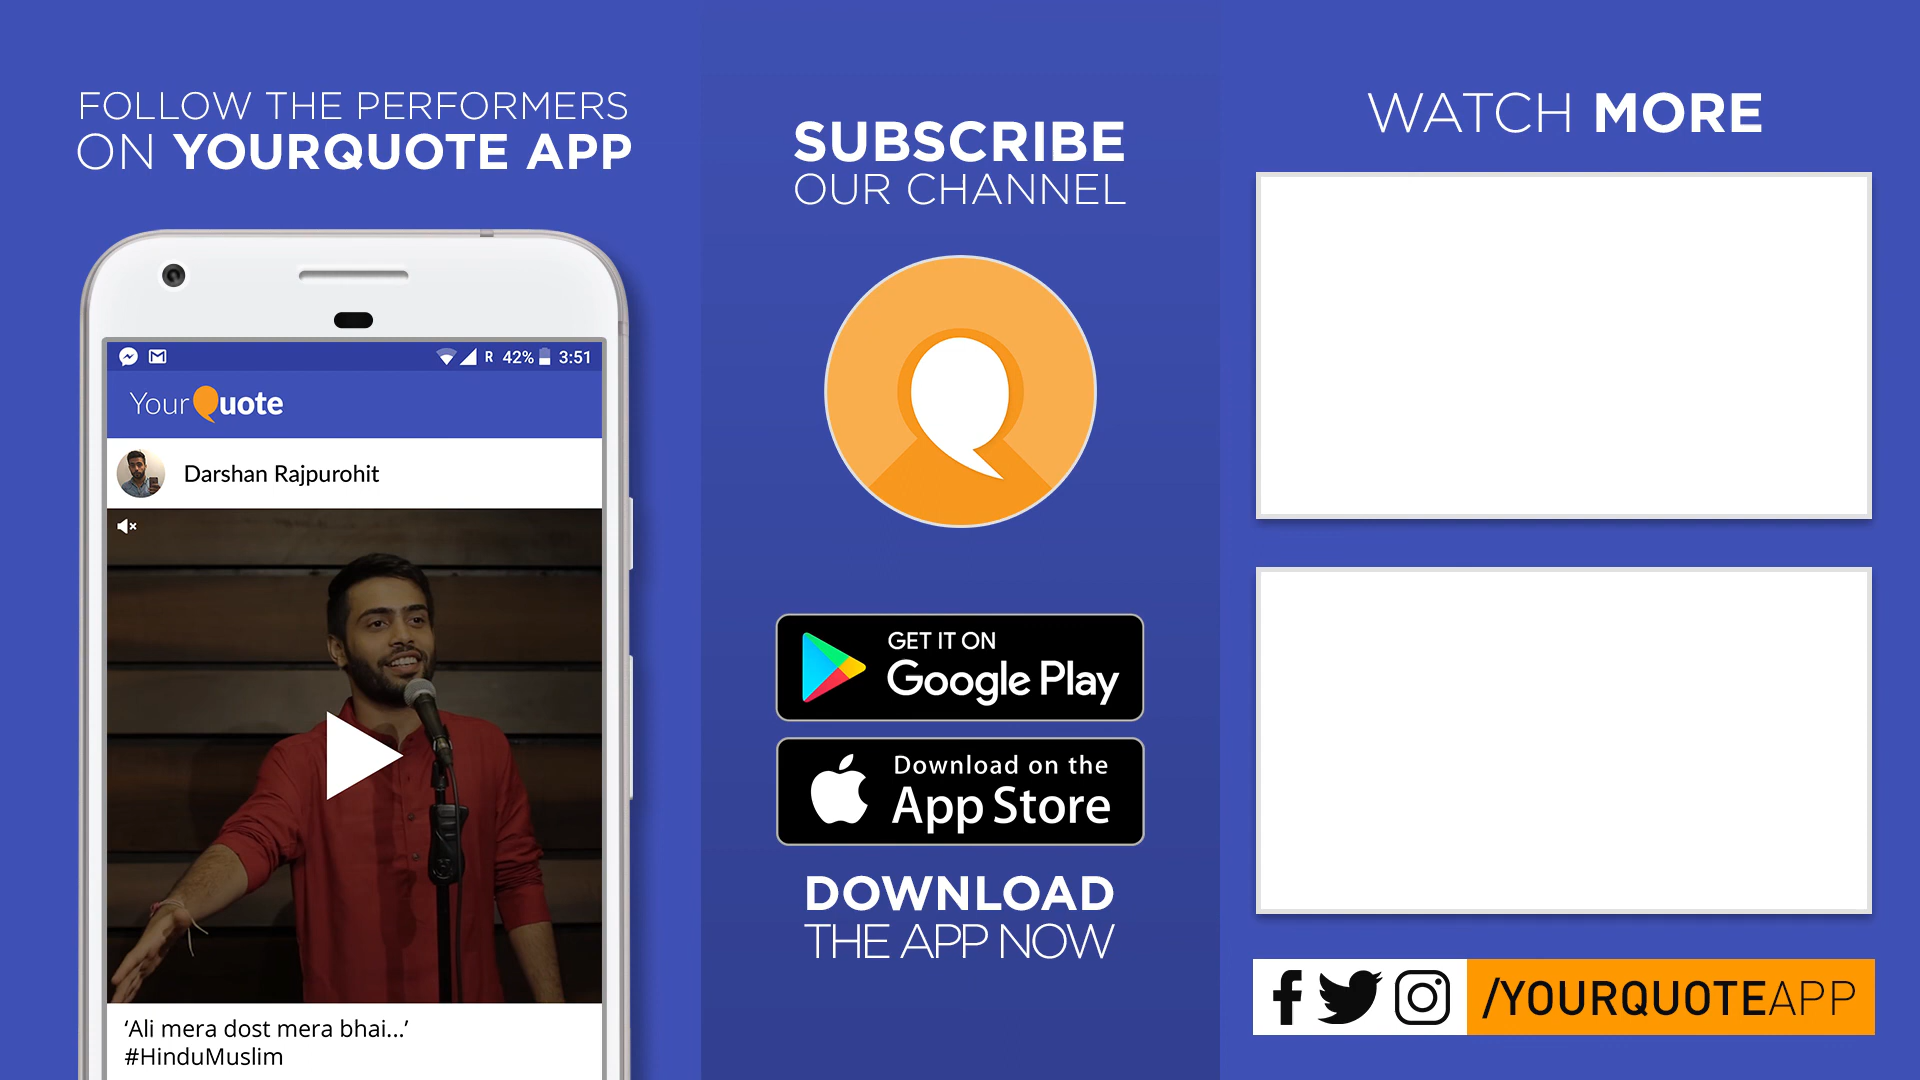 FOLLOW THE PERFORMERS
ON YOURQUOTE APP
R 42% 3:51
YourQuote
Darshan Rajpurohit
‘Ali mera dost mera bhai...’
#HinduMuslim
SUBSCRIBE
OUR CHANNEL
GET IT ON
Google Play
Download on the
App Store
DOWNLOAD
THE APP NOW
WATCH MORE
/YOURQUOTEAPP